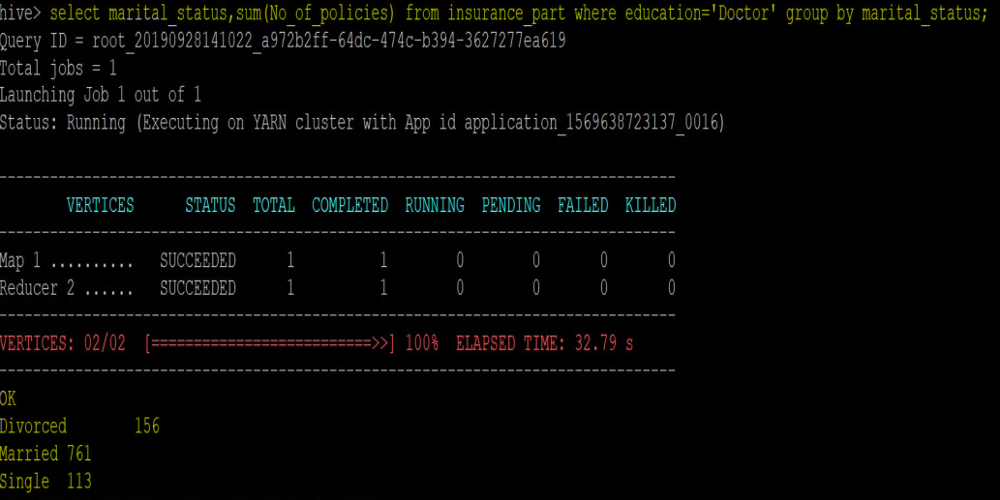 hive> select marital_status,sum(No_of_policies) from insurance_part where education='Doctor' group by marital_status;
Query ID = root_20190928141022_a972b2ff-64dc-474c-b394-3627277ea619
Total jobs = 1
Launching Job 1 out of 1
Status: Running (Executing on YARN cluster with App id application_1569638723137_0016)
--------------------------------------------------------------------------------
VERTICES STATUS TOTAL COMPLETED RUNNING PENDING FAILED KILLED
--------------------------------------------------------------------------------
Map 1 .......... SUCCEEDED 1 1 0 0 0 0
Reducer 2 ...... SUCCEEDED 1 1 0 0 0 0
--------------------------------------------------------------------------------
VERTICES: 02/02 [==========================>>] 100% ELAPSED TIME: 32.79 s
--------------------------------------------------------------------------------
OK
Divorced 156
Married 761
Single 113